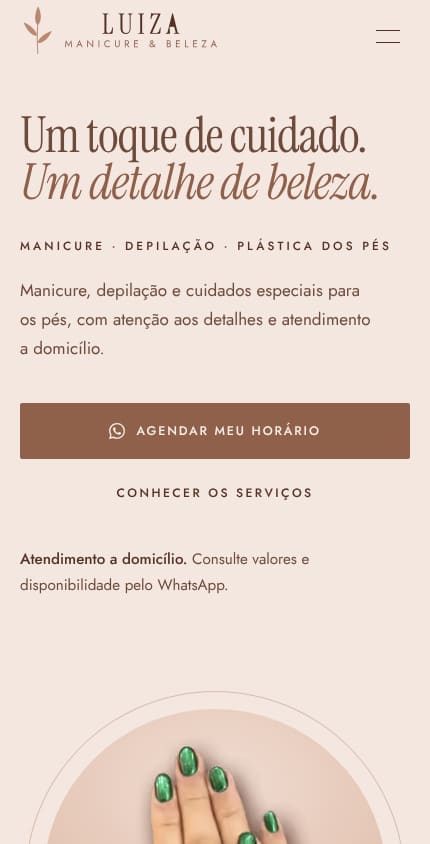 LUIZA
MANICURE & BELEZA
Um toque de cuidado.
Um detalhe de beleza.
MANICURE · DEPILAÇÃO · PLÁSTICA DOS PÉS
Manicure, depilação e cuidados especiais para
os pés, com atenção aos detalhes e atendimento
a domicílio.
AGENDAR MEU HORÁRIO
CONHECER OS SERVIÇOS
Atendimento a domicílio. Consulte valores e
disponibilidade pelo WhatsApp.